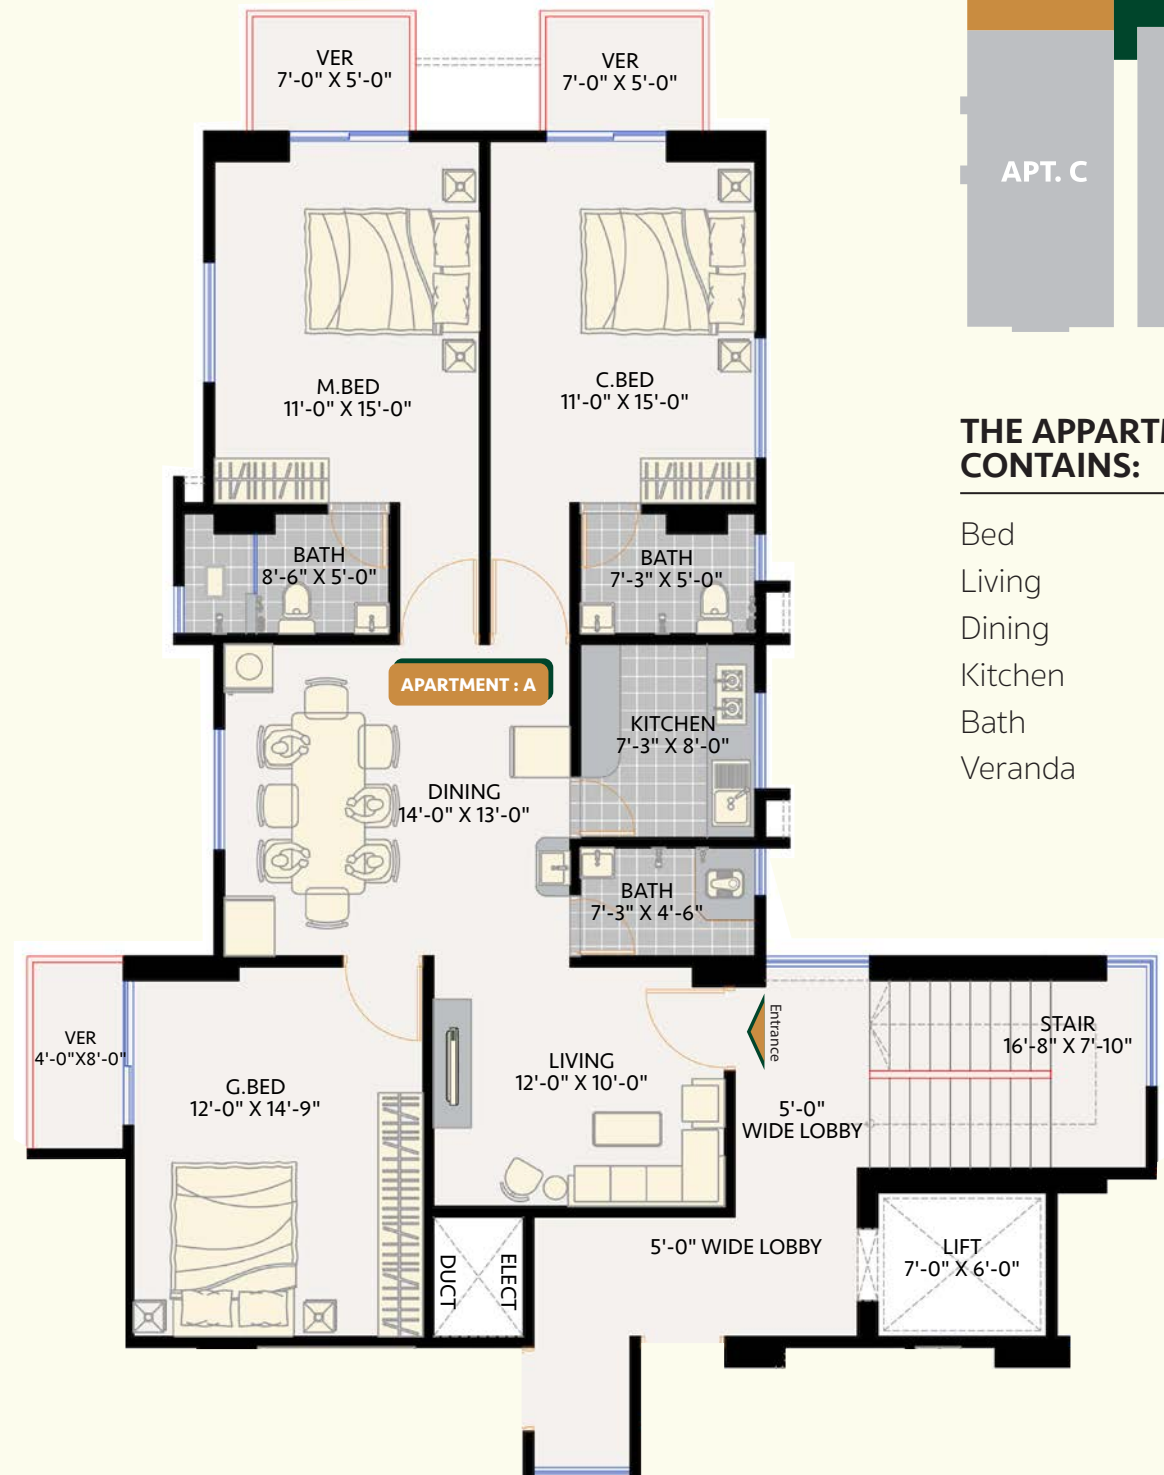 VER
7'-0" X 5'-0"
VER
7'-0" X 5'-0"
APT. C
M.BED
11'-0" X 15'-0"
C.BED
11'-0" X 15'-0"
THE APPARTM
CONTAINS:
Bed
Living
Dining
Kitchen
Bath
Veranda
BATH
8'-6" X 5'-0"
BATH
7'-3" X 5'-0"
APARTMENT : A
KITCHEN
7'-3" X 8'-0"
DINING
14'-0" X 13'-0"
BATH
7'-3" X 4'-6"
VER
4'-0"X8'-0"
G.BED
12'-0" X 14'-9"
LIVING
12'-0" X 10'-0"
Entrance
STAIR
16'-8" X 7'-10"
5'-0"
WIDE LOBBY
5'-0" WIDE LOBBY
LIFT
7'-0" X 6'-0"
ELECT
DUCT